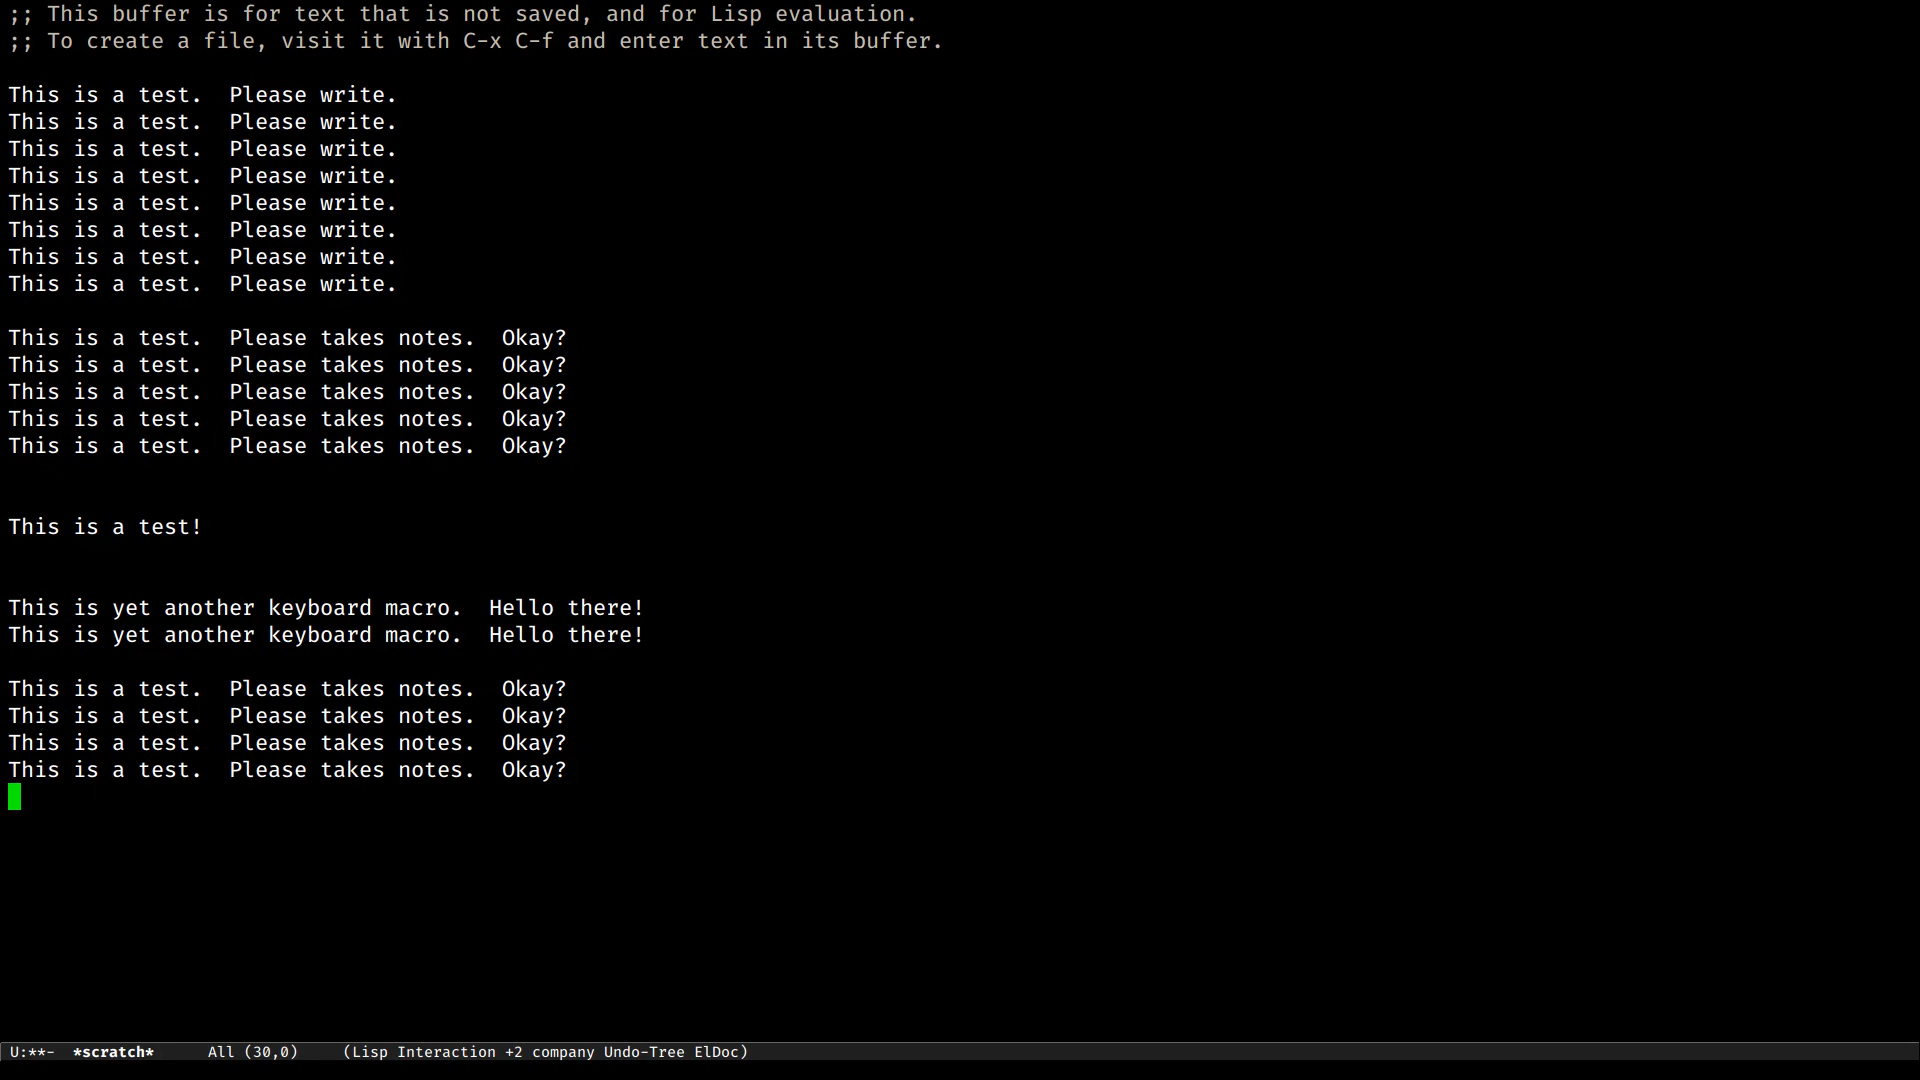 ;; This buffer is for text that is not saved, and for Lisp evaluation.
;; To create a file, visit it with C-x C-f and enter text in its buffer.
This is a test.  Please write.
This is a test.  Please write.
This is a test.  Please write.
This is a test.  Please write.
This is a test.  Please write.
This is a test.  Please write.
This is a test.  Please write.
This is a test.  Please write.
This is a test.  Please takes notes.  Okay?
This is a test.  Please takes notes.  Okay?
This is a test.  Please takes notes.  Okay?
This is a test.  Please takes notes.  Okay?
This is a test.  Please takes notes.  Okay?
This is a test!
This is yet another keyboard macro.  Hello there!
This is yet another keyboard macro.  Hello there!
This is a test.  Please takes notes.  Okay?
This is a test.  Please takes notes.  Okay?
This is a test.  Please takes notes.  Okay?
This is a test.  Please takes notes.  Okay?
U:**-  *scratch*      All (30,0)     (Lisp Interaction +2 company Undo-Tree ElDoc)